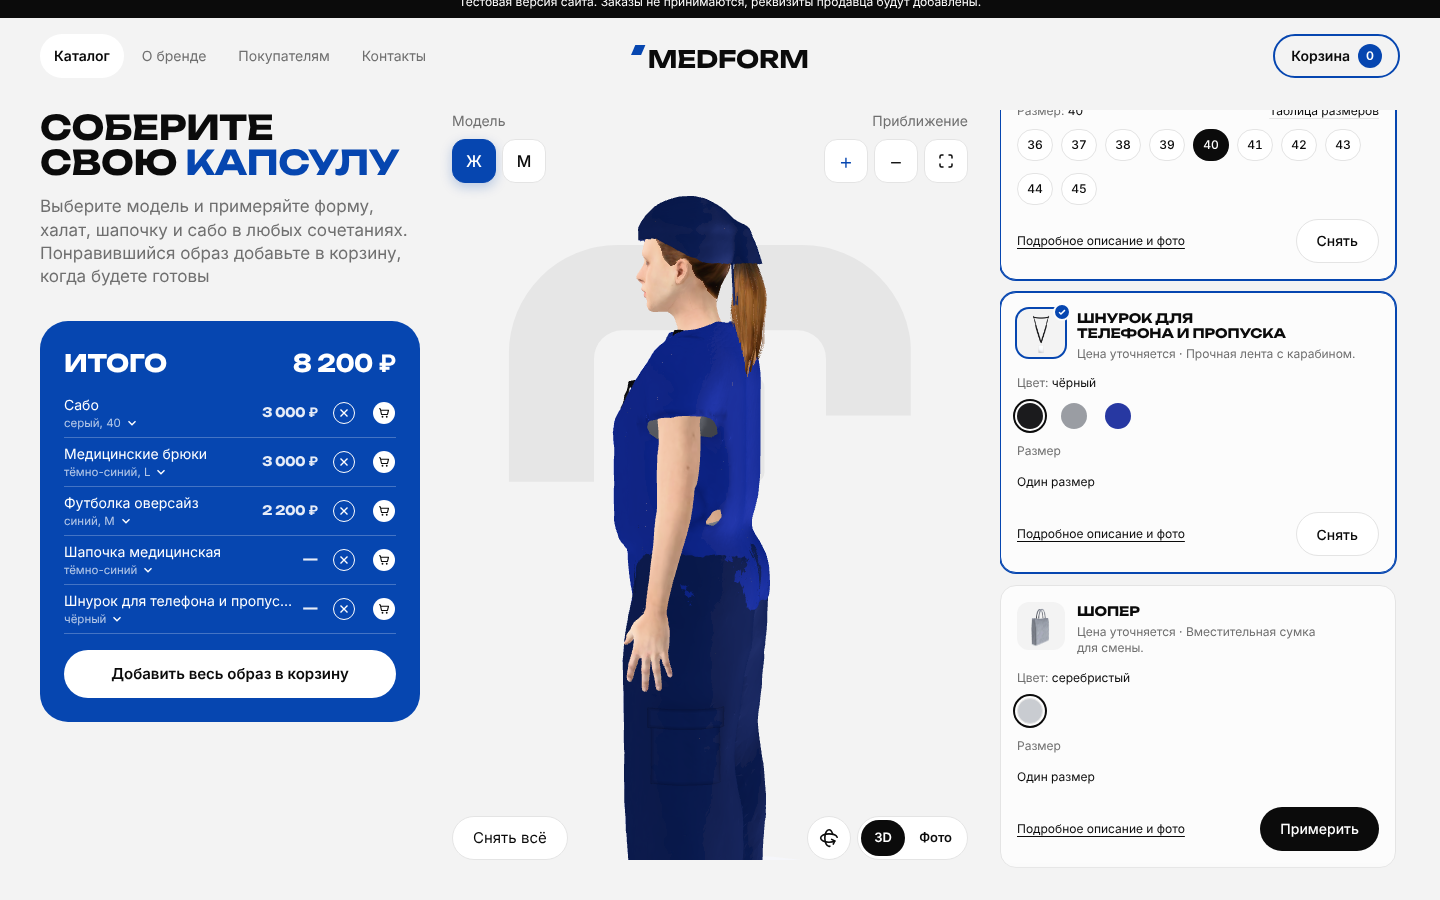 Тестовая версия сайта. Заказы не принимаются, реквизиты продавца будут добавлены.
Каталог
О бренде
Покупателям
Контакты
MEDFORM
Корзина 0
СОБЕРИТЕ
СВОЮ КАПСУЛУ
Выберите модель и примеряйте форму,
халат, шапочку и сабо в любых сочетаниях.
Понравившийся образ добавьте в корзину,
когда будете готовы
ИТОГО 8 200 ₽
Сабо
серый, 40
3 000 ₽
Медицинские брюки
тёмно-синий, L
3 000 ₽
Футболка оверсайз
синий, M
2 200 ₽
Шапочка медицинская
тёмно-синий
—
Шнурок для телефона и пропус...
чёрный
—
Добавить весь образ в корзину
Модель
Ж М
Приближение
+ −
Снять всё
3D Фото
Размер: 40 Таблица размеров
36 37 38 39 40 41 42 43
44 45
Подробное описание и фото Снять
ШНУРОК ДЛЯ
ТЕЛЕФОНА И ПРОПУСКА
Цена уточняется · Прочная лента с карабином.
Цвет: чёрный
Размер
Один размер
Подробное описание и фото Снять
ШОПЕР
Цена уточняется · Вместительная сумка
для смены.
Цвет: серебристый
Размер
Один размер
Подробное описание и фото Примерить